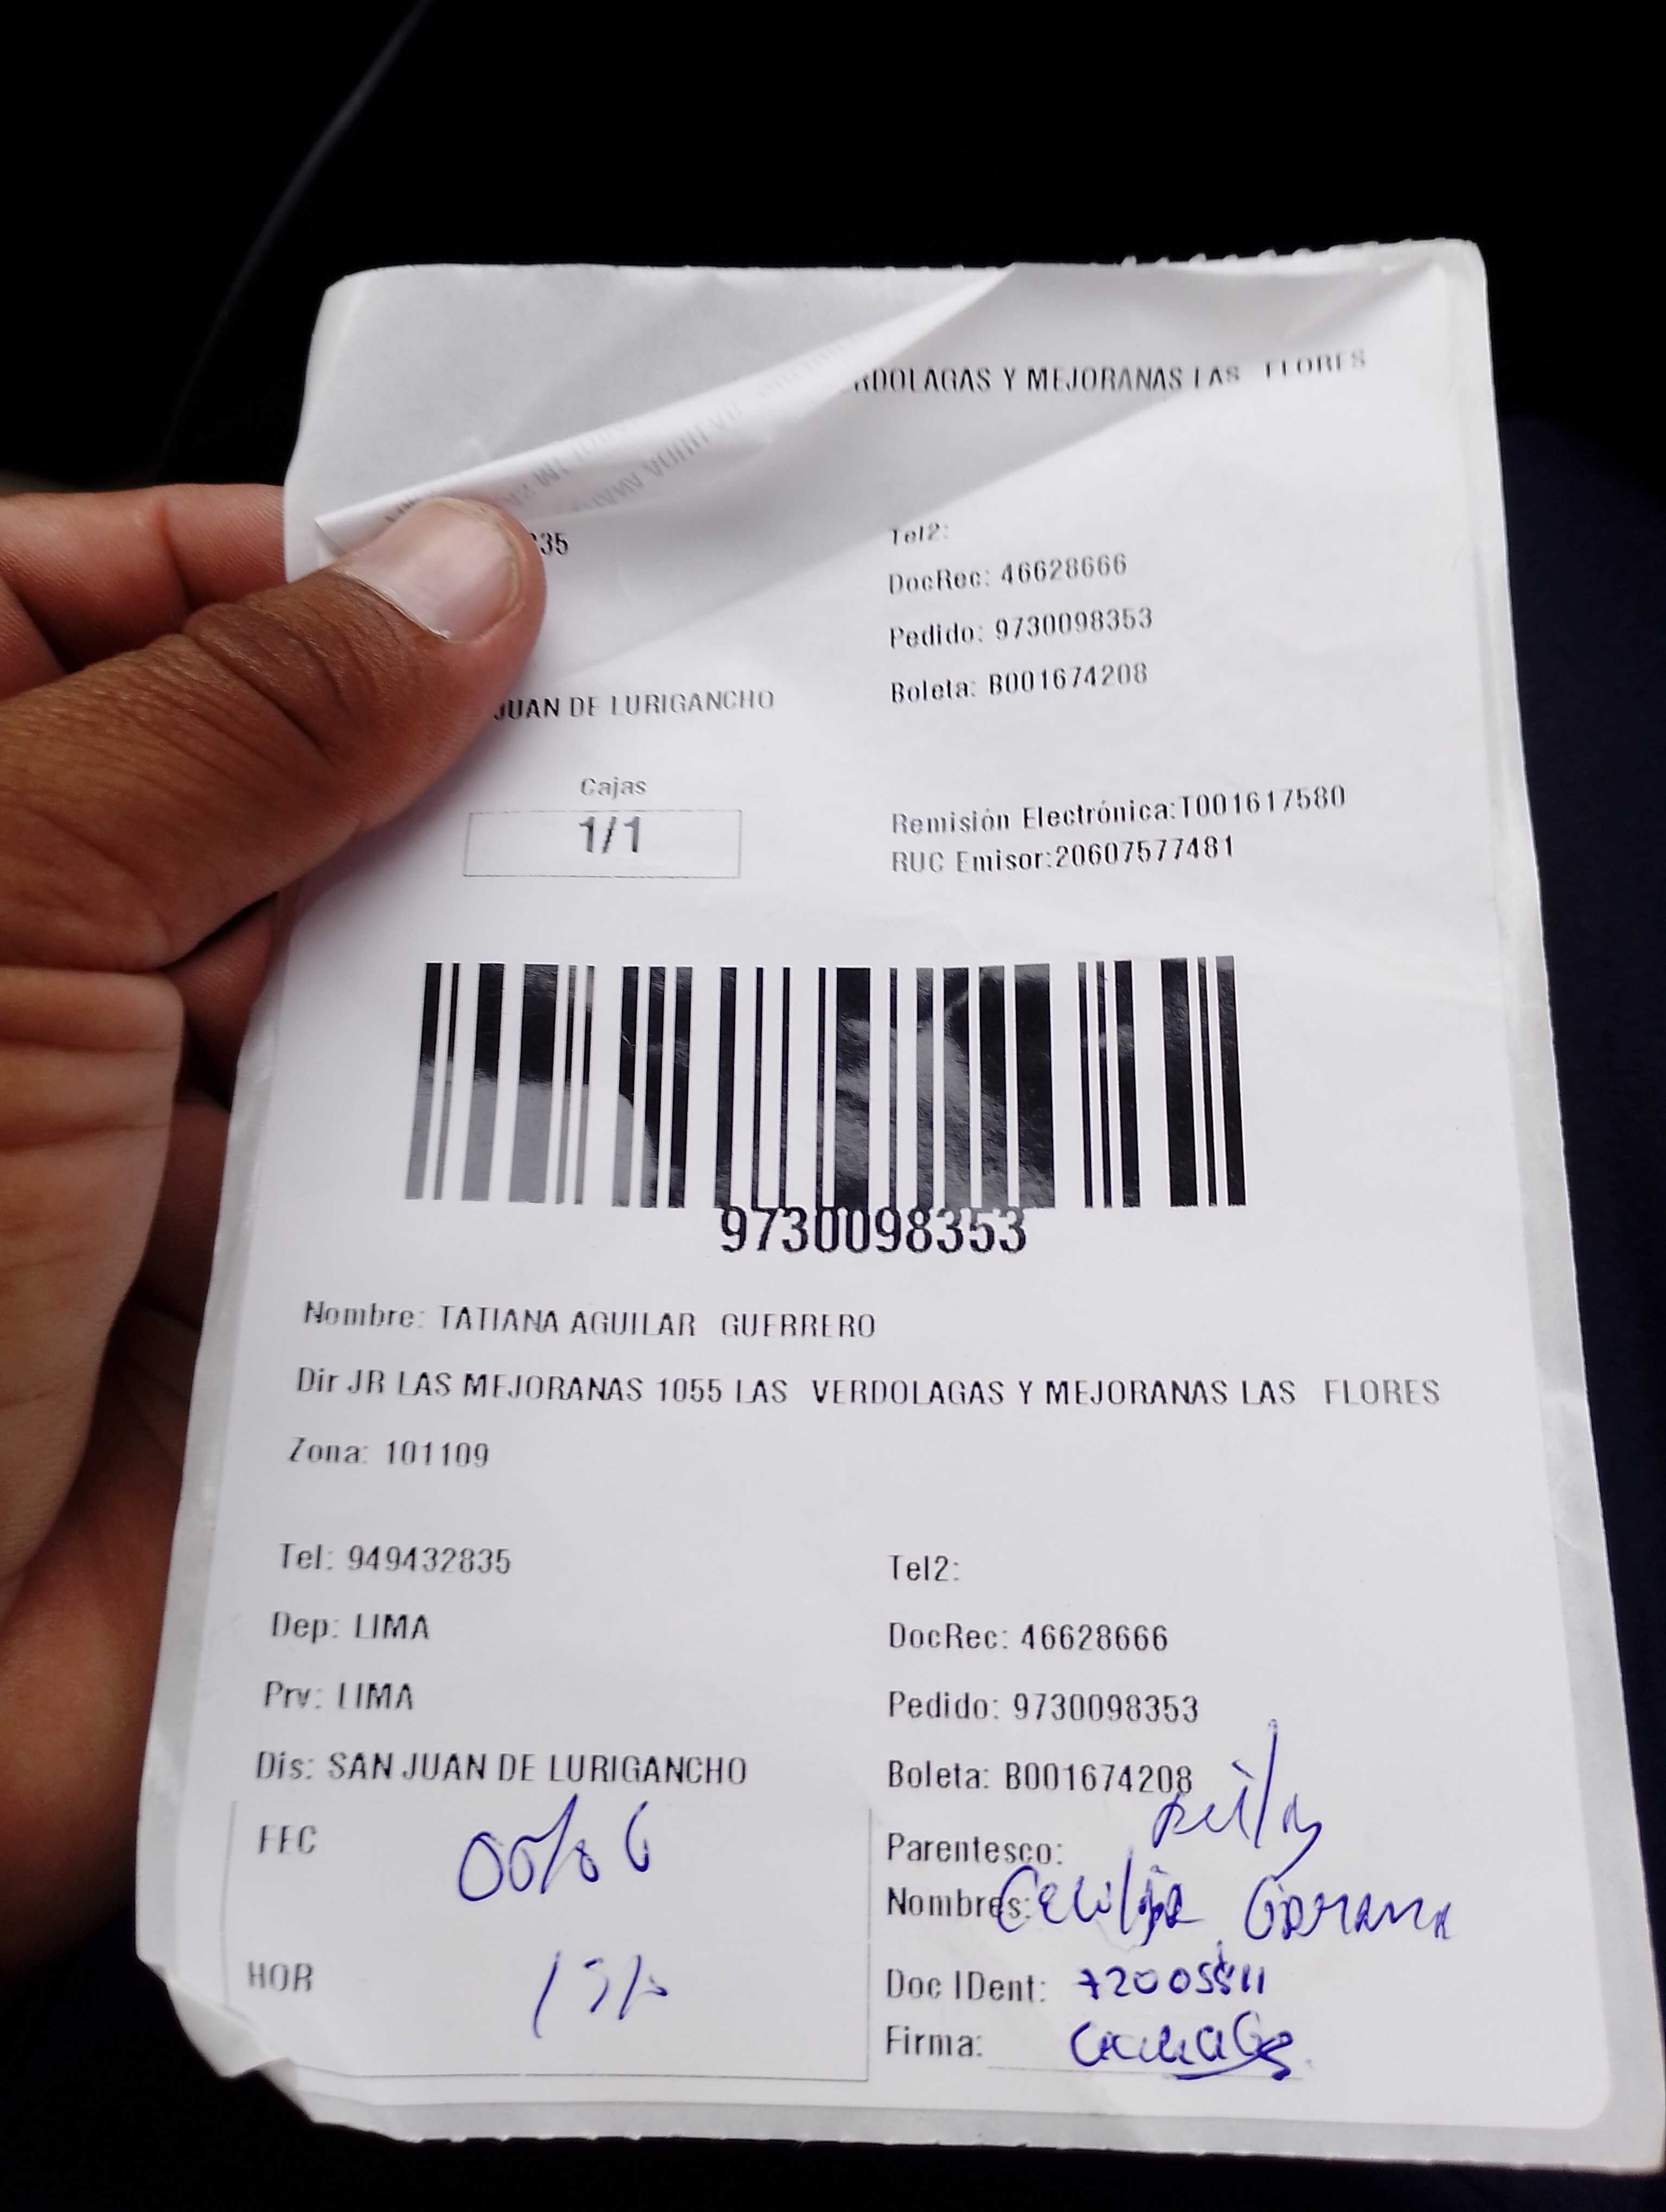 VERDOLAGAS Y MEJORANAS LAS FLORES
35
Tel2:
DocRec: 46628666
Pedido: 9730098353
Boleta: B001674208
JUAN DE LURIGANCHO
Cajas
1/1
Remisión Electrónica:T001617580
RUC Emisor:20607577481
9730098353
Nombre: TATIANA AGUILAR GUERRERO
Dir JR LAS MEJORANAS 1055 LAS VERDOLAGAS Y MEJORANAS LAS FLORES
Zona: 101109
Tel: 949432835
Tel2:
Dep: LIMA
DocRec: 46628666
Prv: LIMA
Pedido: 9730098353
Dis: SAN JUAN DE LURIGANCHO
Boleta: B001674208
FEC
Parentesco:
Nombres: Cecilia
HOR
Doc IDent:
Firma: